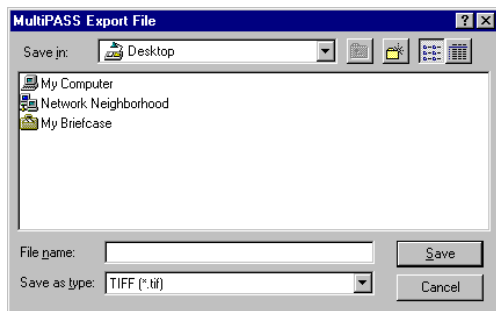 MultiPASS Export File
Save in: Desktop
My Computer
Network Neighborhood
My Briefcase
File name: Save
Save as type: TIFF (*.tif) Cancel